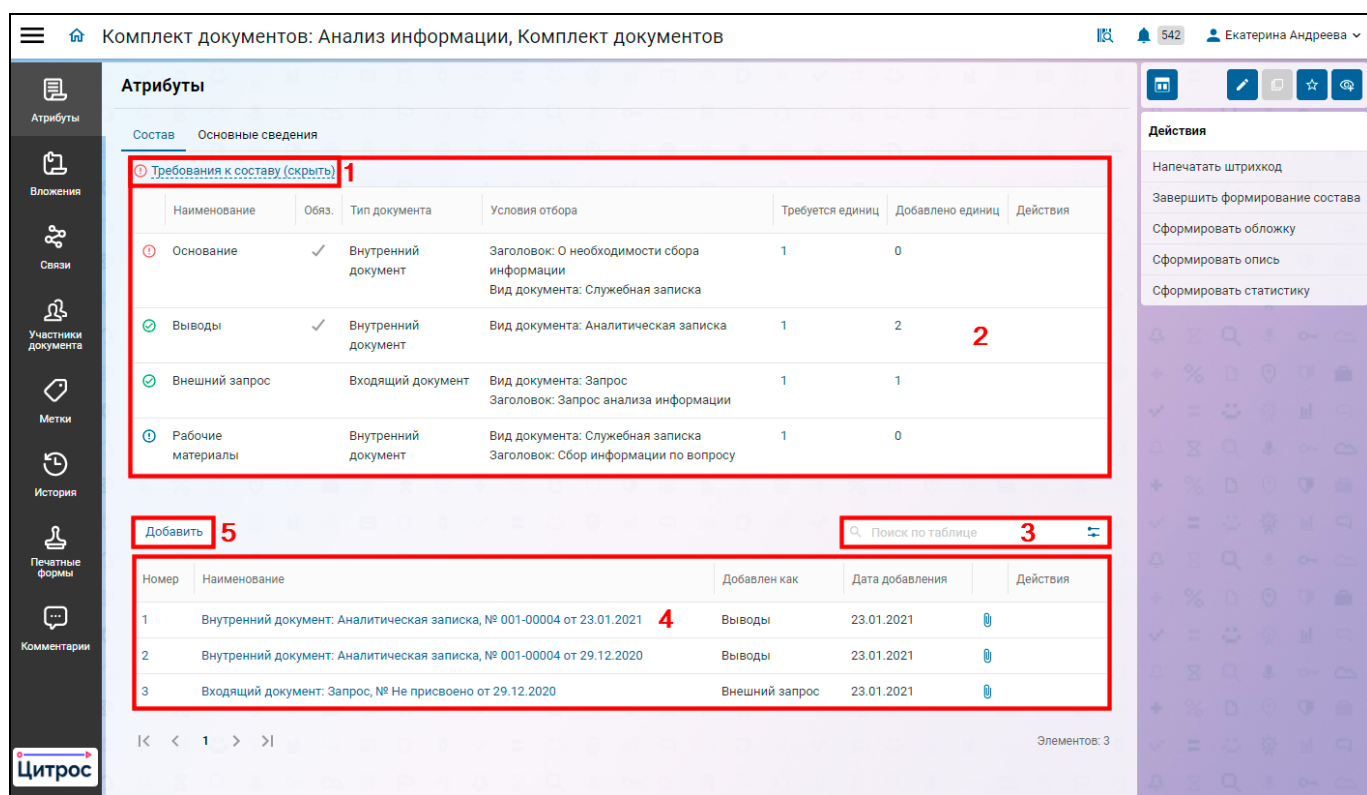 Комплект документов: Анализ информации, Комплект документов
542
Екатерина Андреева
Атрибуты
Вложения
Связи
Участники
документа
Метки
История
Печатные
формы
Комментарии
Цитрос
Атрибуты
Состав Основные сведения
Требования к составу (скрыть) 1
Наименование Обяз. Тип документа Условия отбора Требуется единиц Добавлено единиц Действия
Основание Внутренний Заголовок: О необходимости сбора 1 0
документ информации
Вид документа: Служебная записка
Выводы Внутренний Вид документа: Аналитическая записка 1 2
документ
2
Внешний запрос Входящий документ Вид документа: Запрос 1 1
Заголовок: Запрос анализа информации
Рабочие Внутренний Вид документа: Служебная записка 1 0
материалы документ Заголовок: Сбор информации по вопросу
Добавить 5 Поиск по таблице 3
Номер Наименование Добавлен как Дата добавления Действия
1 Внутренний документ: Аналитическая записка, № 001-00004 от 23.01.2021 4 Выводы 23.01.2021
2 Внутренний документ: Аналитическая записка, № 001-00004 от 29.12.2020 Выводы 23.01.2021
3 Входящий документ: Запрос, № Не присвоено от 29.12.2020 Внешний запрос 23.01.2021
1
Элементов: 3
Действия
Напечатать штрихкод
Завершить формирование состава
Сформировать обложку
Сформировать опись
Сформировать статистику